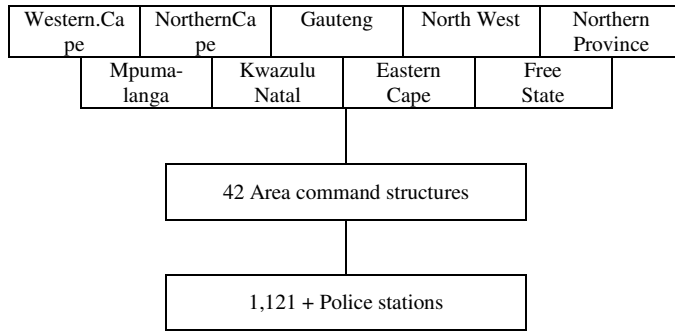 Western.Ca
pe
NorthernCa
pe
Gauteng
North West
Northern
Province
Mpuma-
langa
Kwazulu
Natal
Eastern
Cape
Free
State
42 Area command structures
1,121 + Police stations